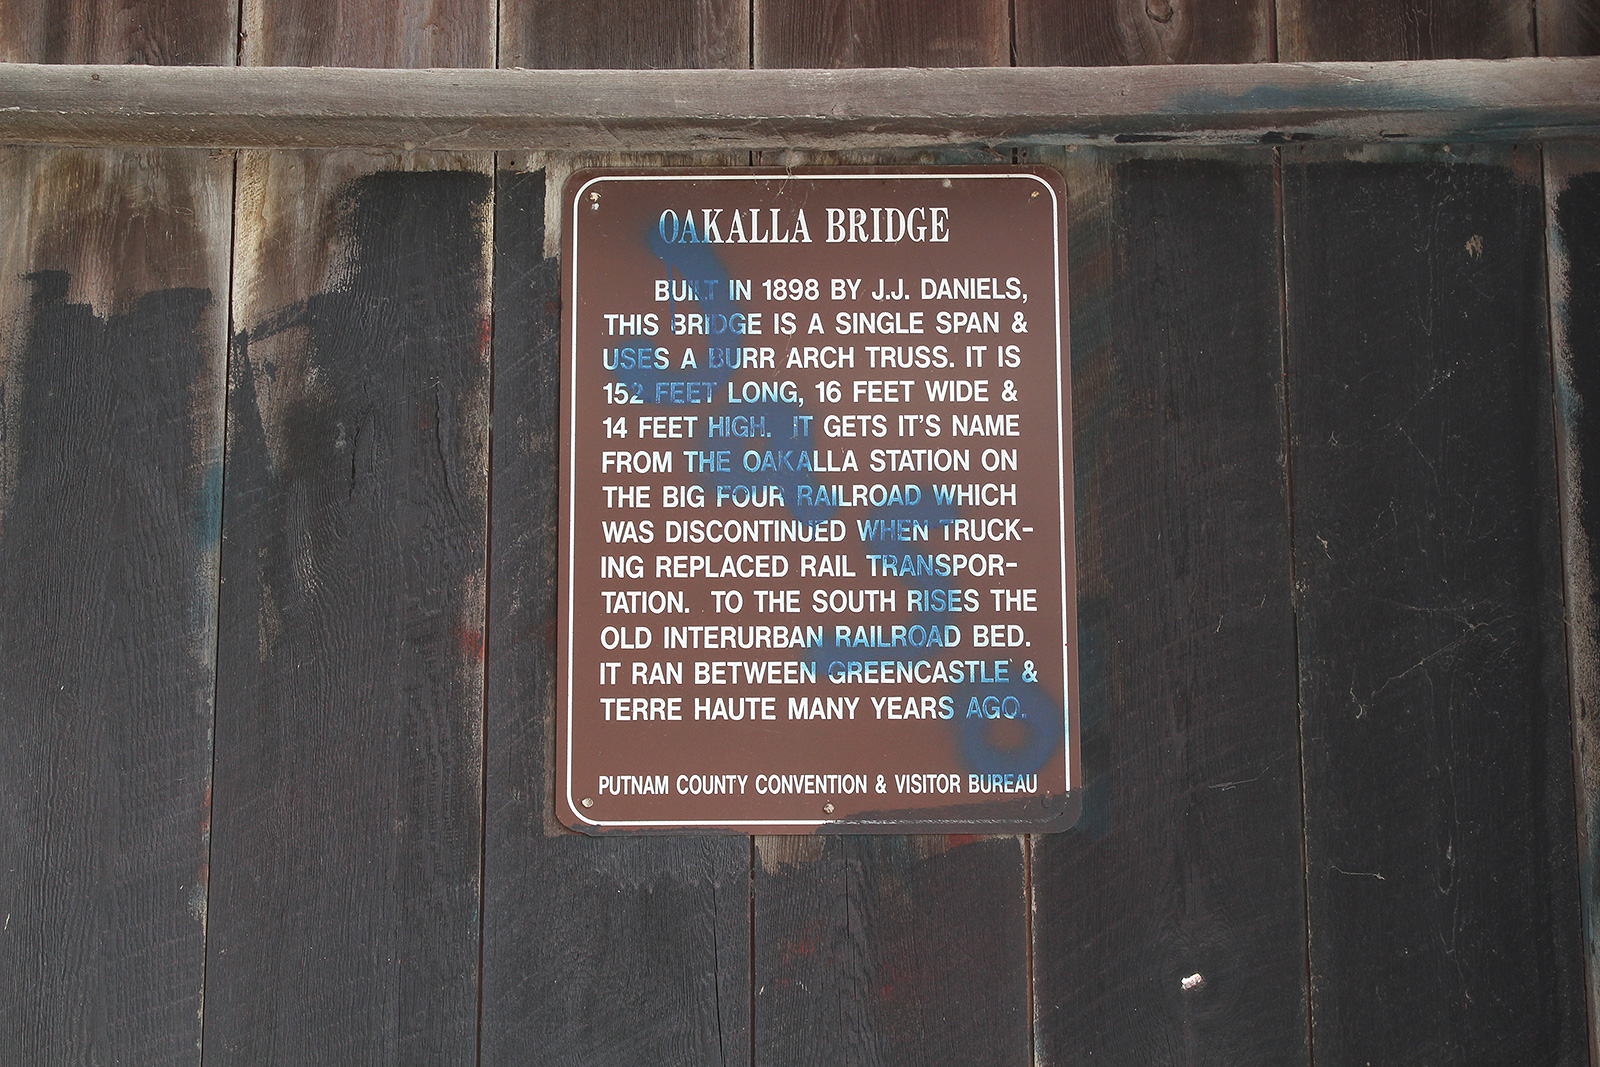 OAKALLA BRIDGE
BUILT IN 1898 BY J.J. DANIELS,
THIS BRIDGE IS A SINGLE SPAN &
USES A BURR ARCH TRUSS. IT IS
152 FEET LONG, 16 FEET WIDE &
14 FEET HIGH. IT GETS IT'S NAME
FROM THE OAKALLA STATION ON
THE BIG FOUR RAILROAD WHICH
WAS DISCONTINUED WHEN TRUCK-
ING REPLACED RAIL TRANSPOR-
TATION. TO THE SOUTH RISES THE
OLD INTERURBAN RAILROAD BED.
IT RAN BETWEEN GREENCASTLE &
TERRE HAUTE MANY YEARS AGO.
PUTNAM COUNTY CONVENTION & VISITOR BUREAU